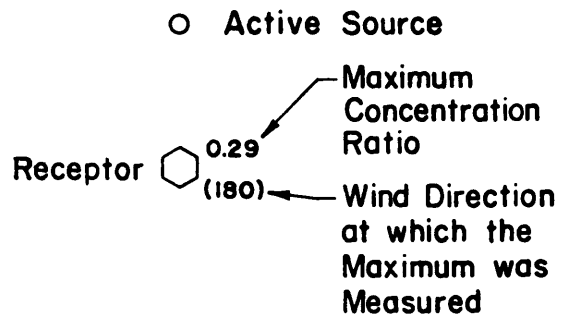 Active Source
Maximum
Concentration
Ratio
0.29
Receptor
(180)
Wind Direction
at which the
Maximum was
Measured